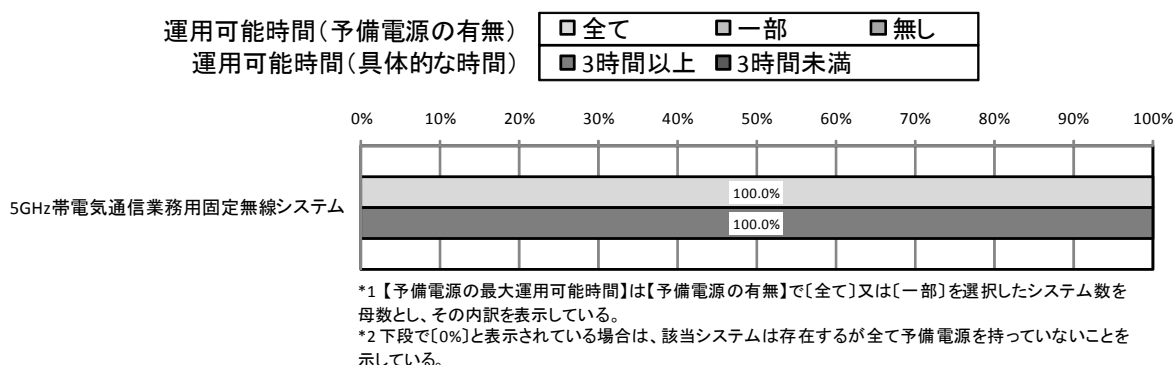 運用可能時間(予備電源の有無) 全て 一部 無し
運用可能時間(具体的な時間) 3時間以上 3時間未満
0% 10% 20% 30% 40% 50% 60% 70% 80% 90% 100%
100.0%
5GHz帯電気通信業務用固定無線システム
100.0%
*1 【予備電源の最大運用可能時間】は【予備電源の有無】で〔全て〕又は〔一部〕を選択したシステム数を
母数とし、その内訳を表示している。
*2 下段で〔0%〕と表示されている場合は、該当システムは存在するが全て予備電源を持っていないことを
示している。